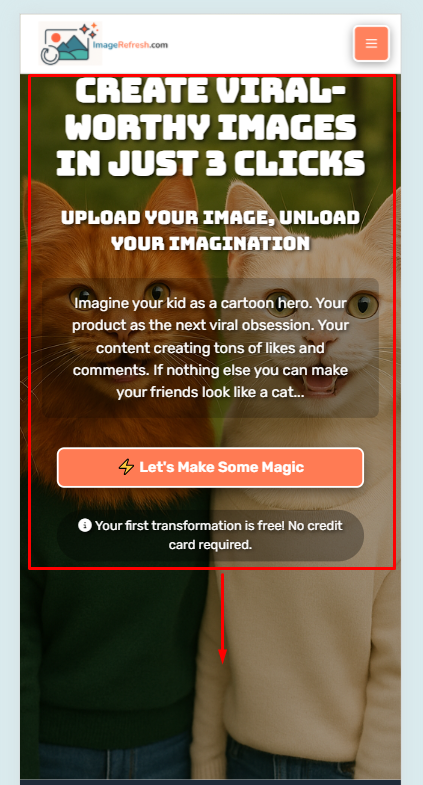 ImageRefresh.com
CREATE VIRAL-
WORTHY IMAGES
IN JUST 3 CLICKS
UPLOAD YOUR IMAGE, UNLOAD
YOUR IMAGINATION
Imagine your kid as a cartoon hero. Your
product as the next viral obsession. Your
content creating tons of likes and
comments. If nothing else you can make
your friends look like a cat...
⚡ Let's Make Some Magic
Your first transformation is free! No credit
card required.